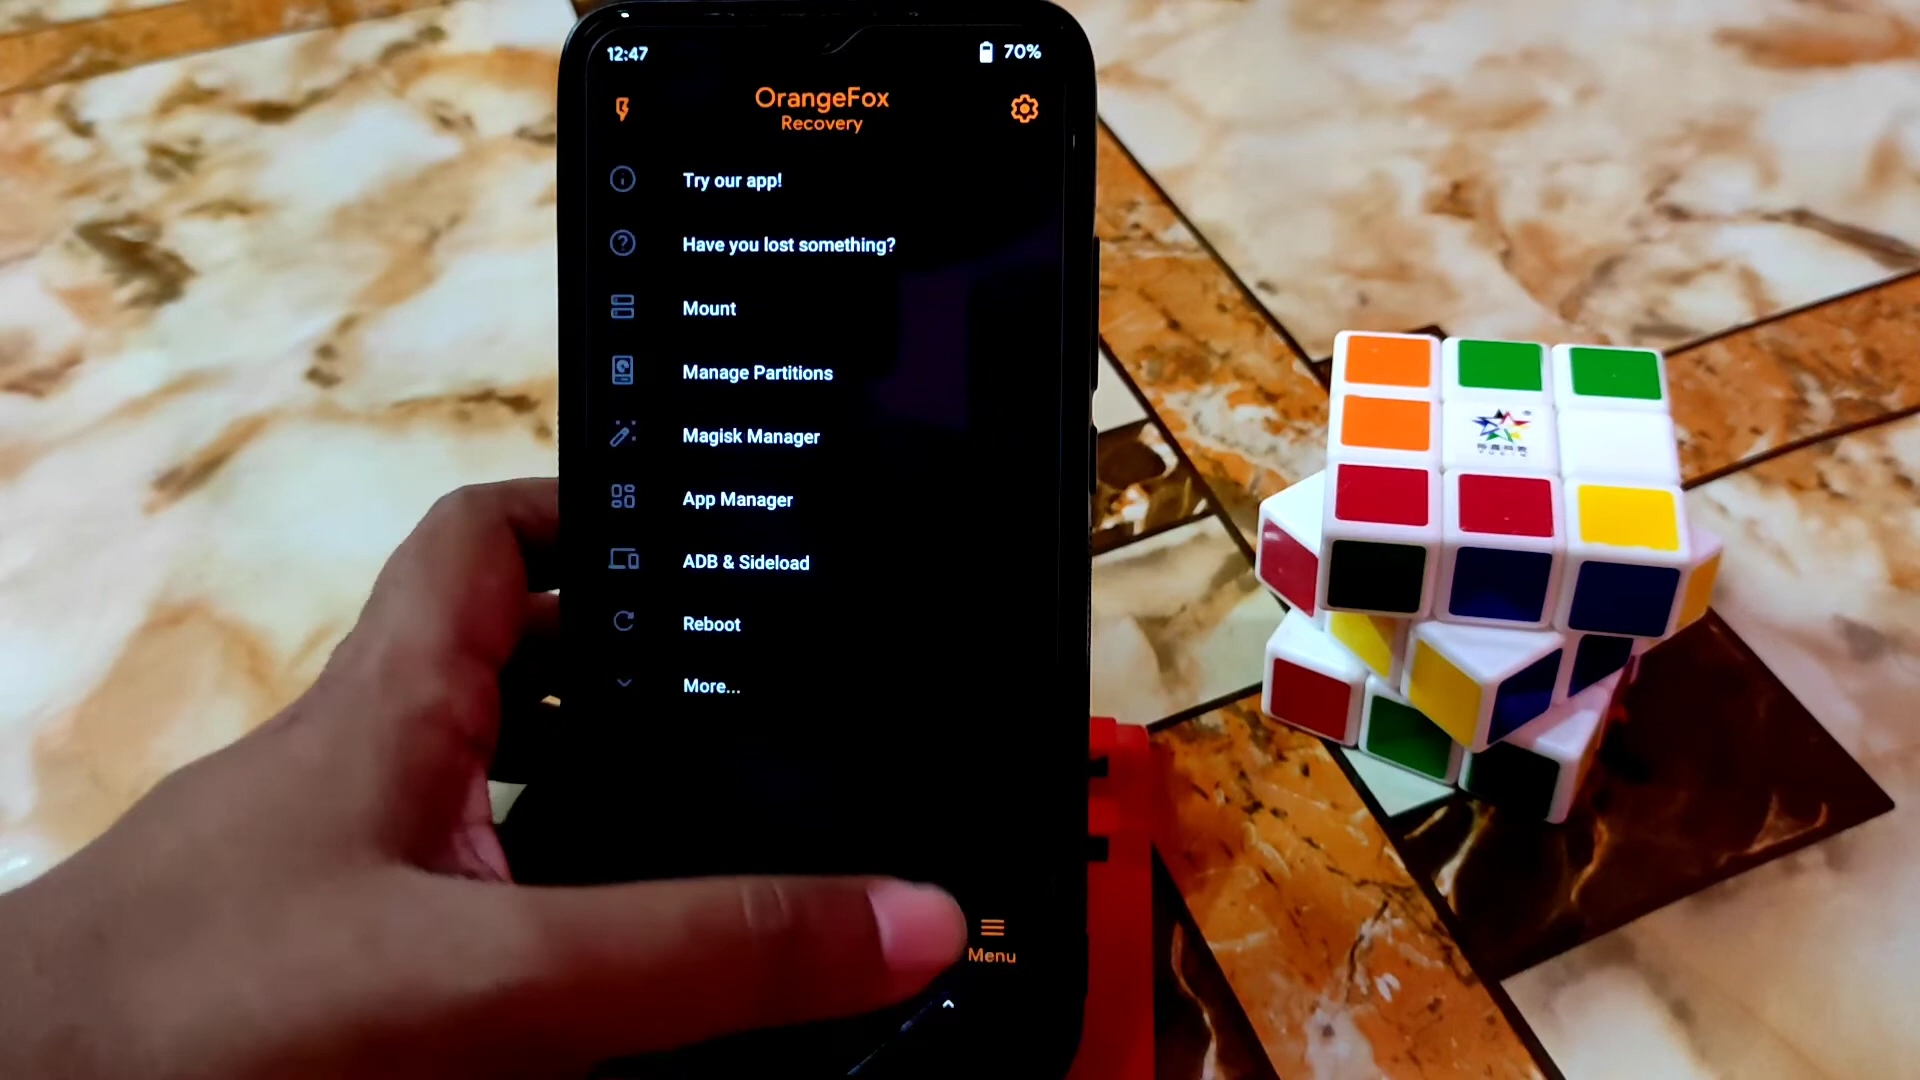 12:47
70%
OrangeFox
Recovery
Try our app!
Have you lost something?
Mount
Manage Partitions
Magisk Manager
App Manager
ADB & Sideload
Reboot
More...
Menu